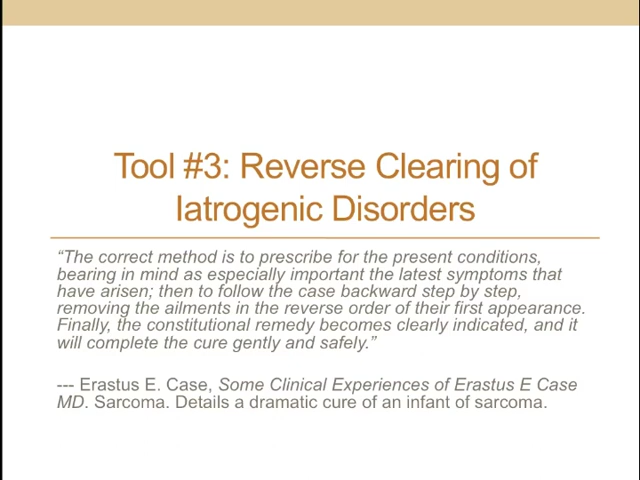 Tool #3: Reverse Clearing of
Iatrogenic Disorders
“The correct method is to prescribe for the present conditions,
bearing in mind as especially important the latest symptoms that
have arisen; then to follow the case backward step by step,
removing the ailments in the reverse order of their first appearance.
Finally, the constitutional remedy becomes clearly indicated, and it
will complete the cure gently and safely.”
--- Erastus E. Case, Some Clinical Experiences of Erastus E Case
MD. Sarcoma. Details a dramatic cure of an infant of sarcoma.